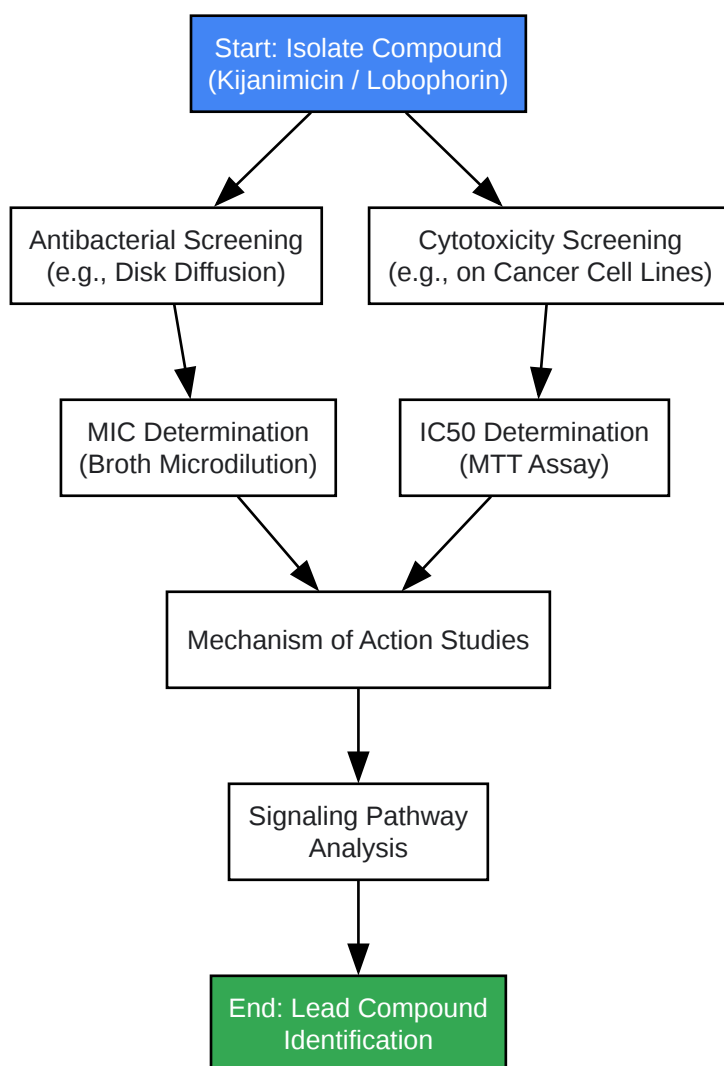 Start: Isolate Compound
(Kijanimicin / Lobophorin)
Antibacterial Screening
(e.g., Disk Diffusion)
Cytotoxicity Screening
(e.g., on Cancer Cell Lines)
MIC Determination
(Broth Microdilution)
IC50 Determination
(MTT Assay)
Mechanism of Action Studies
Signaling Pathway
Analysis
End: Lead Compound
Identification